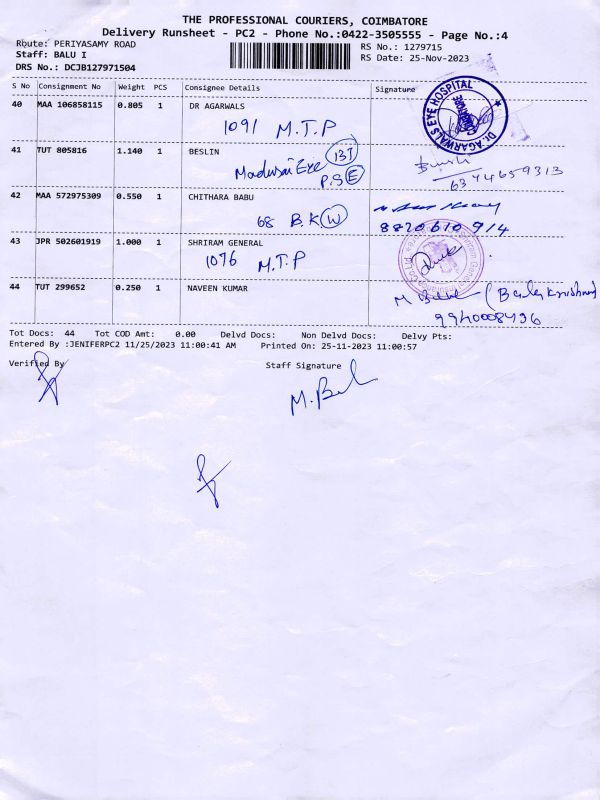 THE PROFESSIONAL COURIERS, COIMBATORE
Delivery Runsheet - PC2 - Phone No.:0422-3505555 - Page No.:4
Route: PERIYASAMY ROAD
Staff: BALU I
DRS No.: DCJB127971504
RS No.: 1279715
RS Date: 25-Nov-2023
S No Consignment No Weight PCS Consignee Details Signature
40 MAA 106858115 0.805 1 DR AGARWALS
1091 M.T.P
Dr. AGARWALS EYE HOSPITAL
41 TUT 805816 1.140 1 BESLIN
137
Madurai Eye
P.S E
6374659313
42 MAA 572975309 0.550 1 CHITHARA BABU
68 B.K W
8820610914
43 JPR 502601919 1.000 1 SHRIRAM GENERAL
1076 M.T.P
44 TUT 299652 0.250 1 NAVEEN KUMAR
9940008496
Tot Docs: 44 Tot COD Amt: 0.00 Delvd Docs: Non Delvd Docs: Delvy Pts:
Entered By :JENIFERPC2 11/25/2023 11:00:41 AM Printed On: 25-11-2023 11:00:57
Verified By Staff Signature